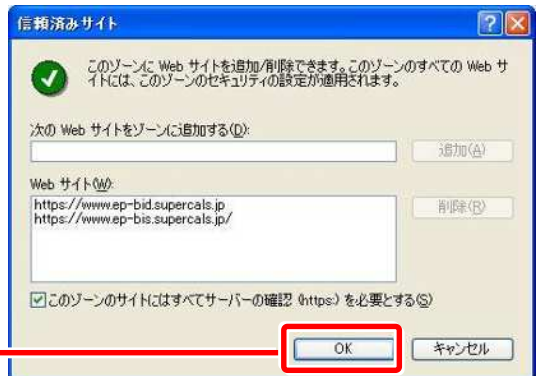 信頼済みサイト
このゾーンに Web サイトを追加/削除できます。このゾーンのすべての Web サ
イトには、このゾーンのセキュリティの設定が適用されます。
次の Web サイトをゾーンに追加する(D):
追加(A)
Web サイト(W):
https://www.ep-bid.supercals.jp
https://www.ep-bis.supercals.jp/
削除(R)
このゾーンのサイトにはすべてサーバーの確認 (https:) を必要とする(S)
OK
キャンセル